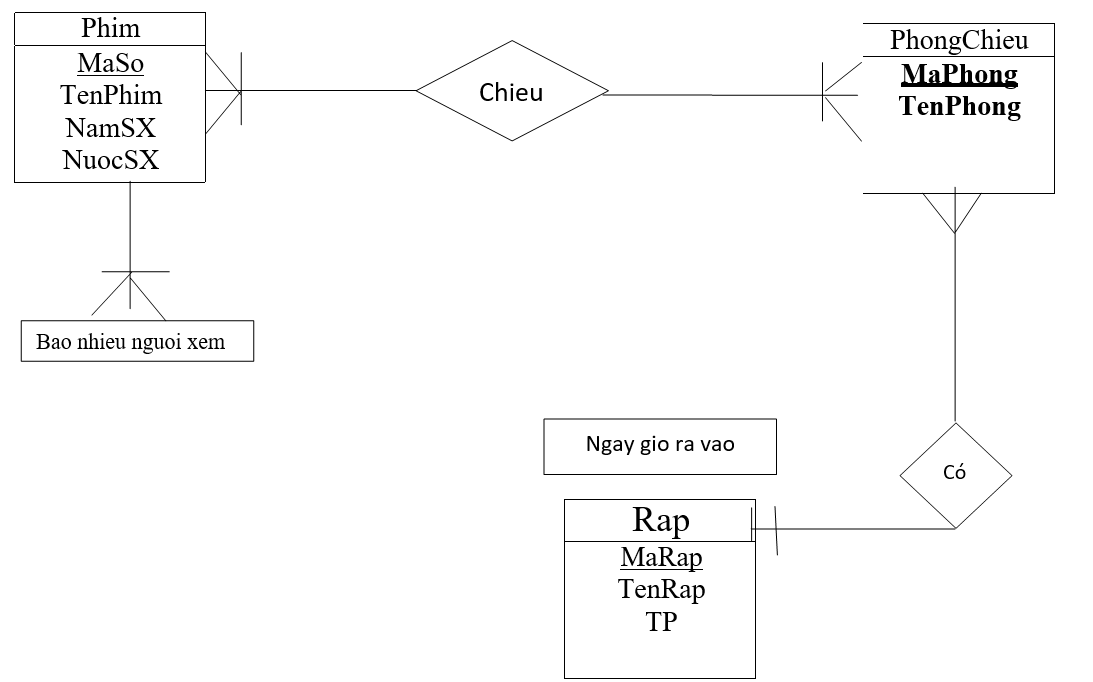 Phim
MaSo
TenPhim
NamSX
NuocSX
Chieu
PhongChieu
MaPhong
TenPhong
Bao nhieu nguoi xem
Ngay gio ra vao
Có
Rap
MaRap
TenRap
TP